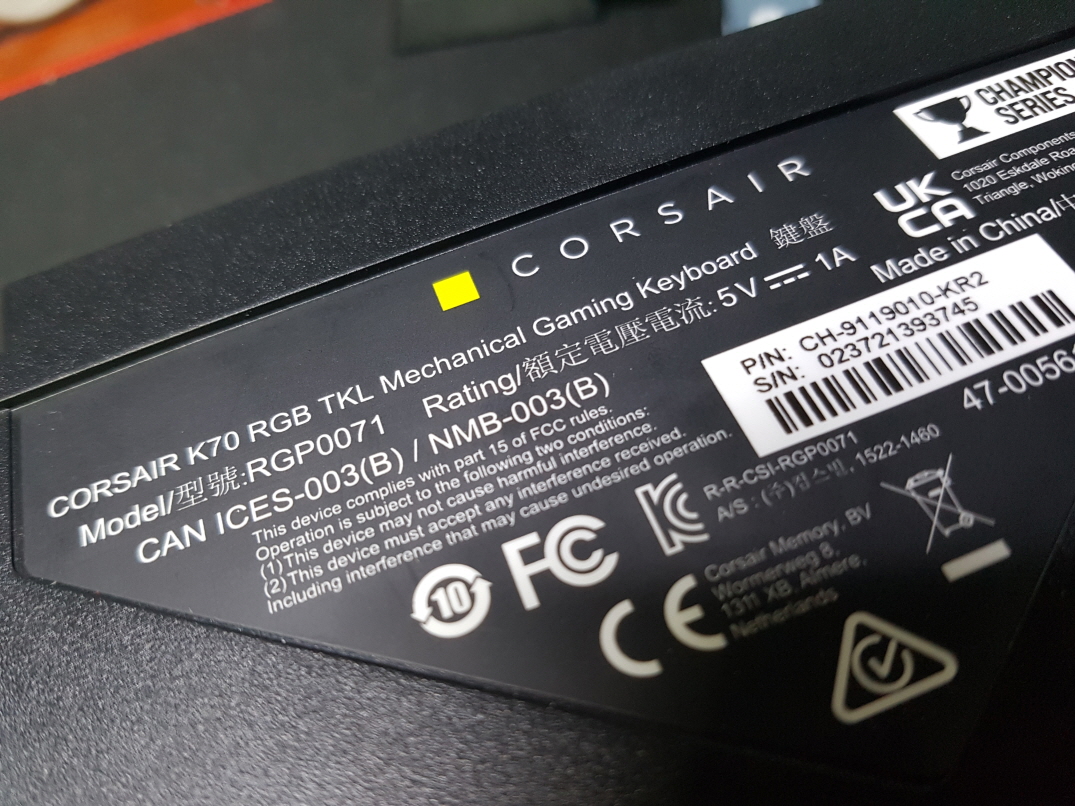 CHAMPION
SERIES
CORSAIR
UK
CA
Corsair Components
1020 Eskdale Road
Triangle,
CORSAIR K70 RGB TKL Mechanical Gaming Keyboard 鍵盤
Made in China/中
Model/型號:RGP0071 Rating/額定電壓電流: 5V⎓1A
P/N: CH-9119010-KR2
S/N: 02372139​3745
CAN ICES-003(B) / NMB-003(B)
47-0056
This device complies with part 15 of FCC rules.
Operation is subject to the following two conditions:
(1)This device may not cause harmful interference.
(2)This device must accept any interference received.
Including interference that may cause undesired operation.
R-R-CSI-RGP0071
A/S : (주)컴스빌, 1522-1460
10
FC
KC
CE
Corsair Memory, BV
Wormerweg 8,
1311 XB, Almere,
Netherlands